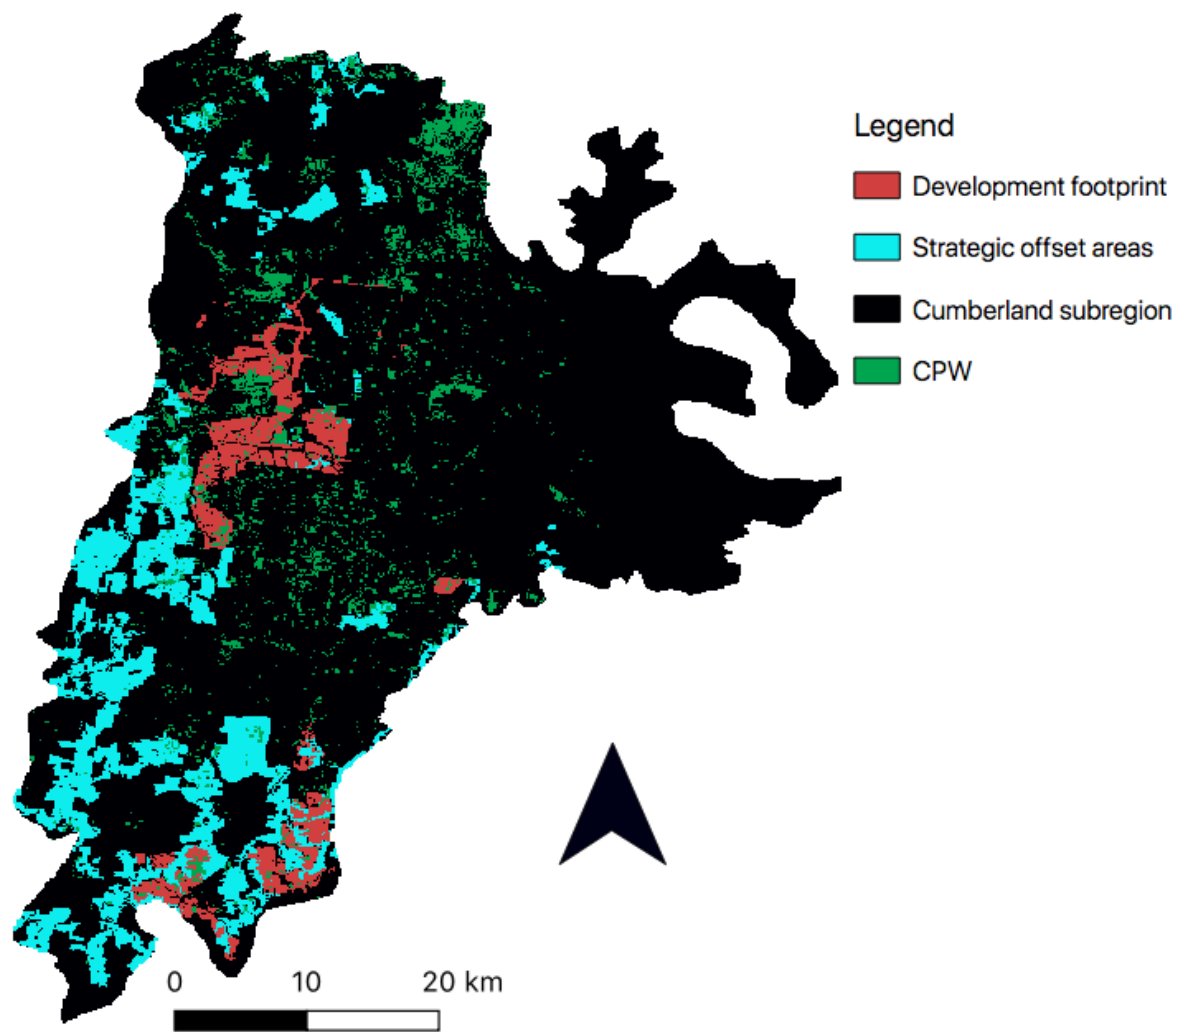 Legend
Development footprint
Strategic offset areas
Cumberland subregion
CPW
0 10 20 km